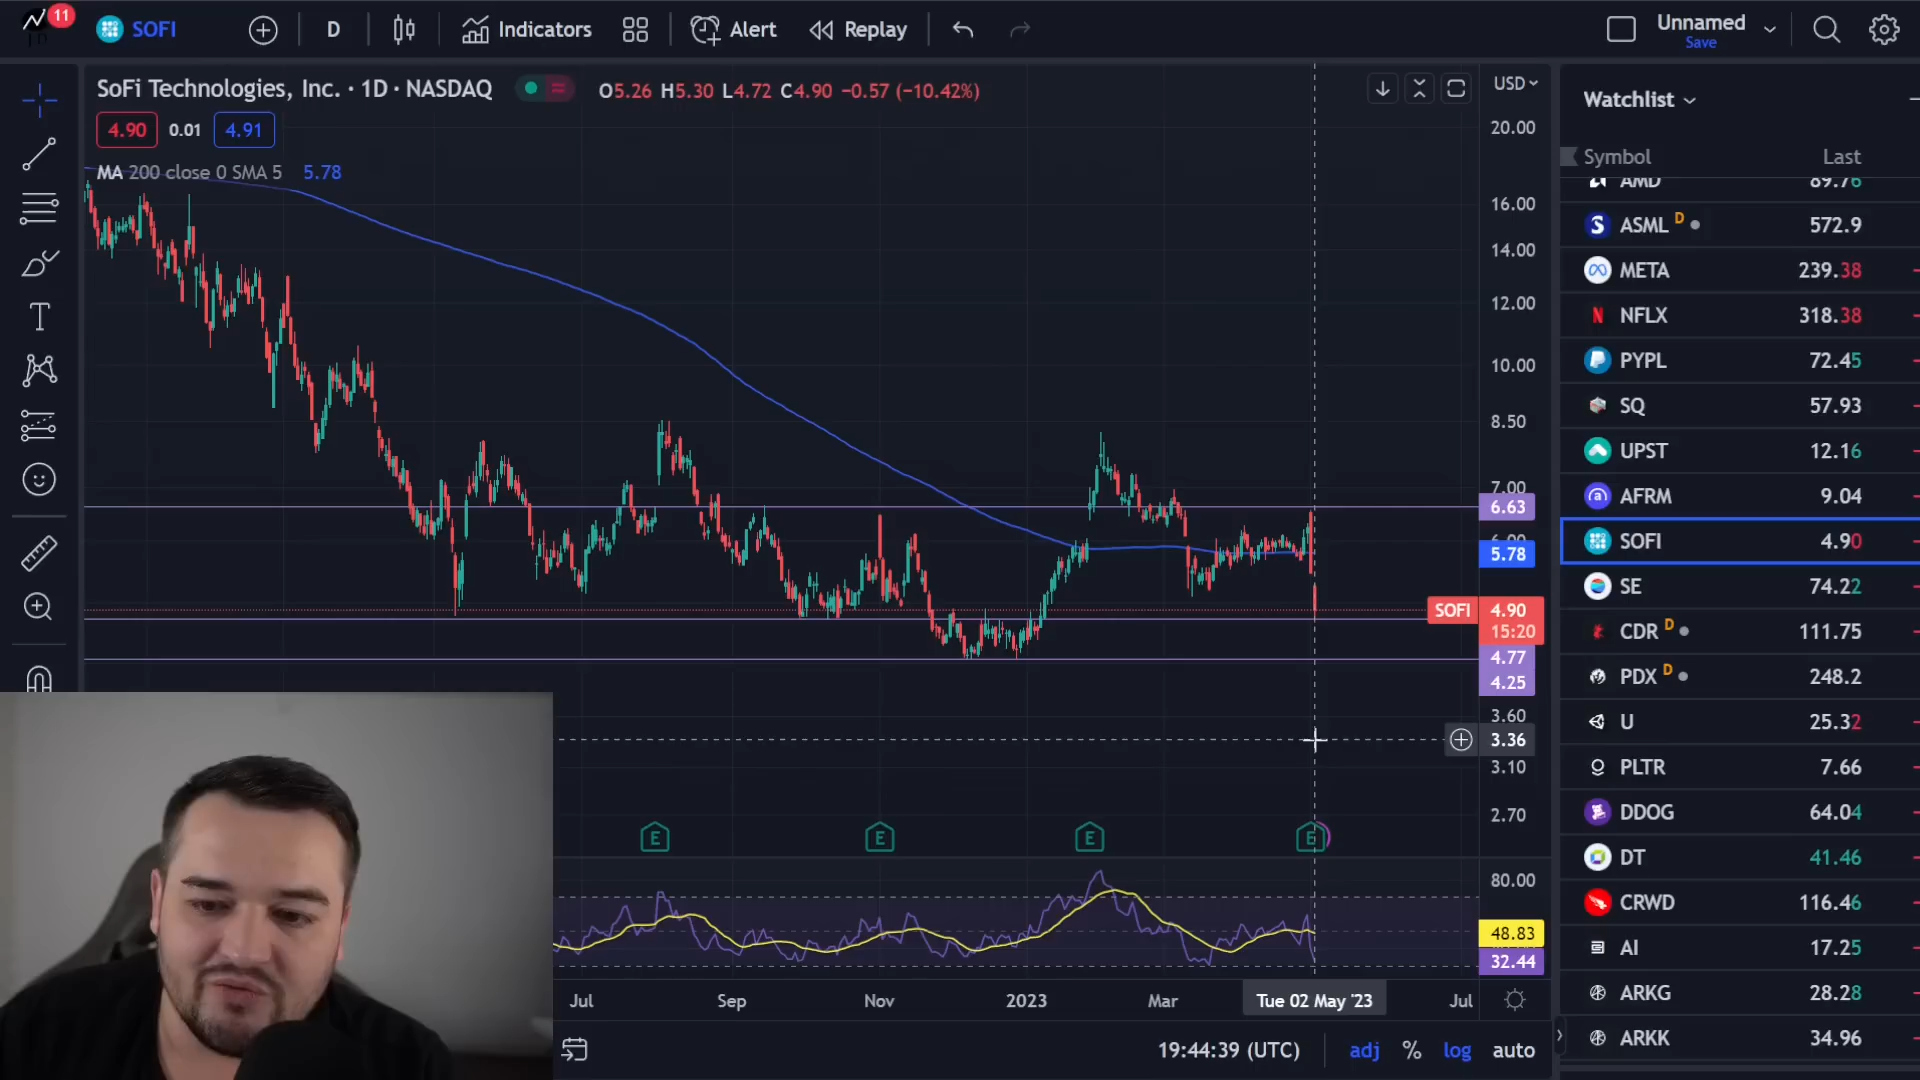 11
SOFI
D
Indicators
Alert
Replay
Unnamed
Save
SoFi Technologies, Inc. · 1D · NASDAQ
O5.26 H5.30 L4.72 C4.90 −0.57 (−10.42%)
USD
4.90 0.01 4.91
MA 200 close 0 SMA 5 5.78
20.00
16.00
14.00
12.00
10.00
8.50
7.00
6.63
6.00
5.78
SOFI 4.90
15:20
4.77
4.25
3.60
3.36
3.10
2.70
E E E E
80.00
48.83
32.44
Jul Sep Nov 2023 Mar Tue 02 May '23 Jul
19:44:39 (UTC) adj % log auto
Watchlist
Symbol Last
AMD 89.76
ASML D 572.9
META 239.38
NFLX 318.38
PYPL 72.45
SQ 57.93
UPST 12.16
AFRM 9.04
SOFI 4.90
SE 74.22
CDR D 111.75
PDX D 248.2
U 25.32
PLTR 7.66
DDOG 64.04
DT 41.46
CRWD 116.46
AI 17.25
ARKG 28.28
ARKK 34.96